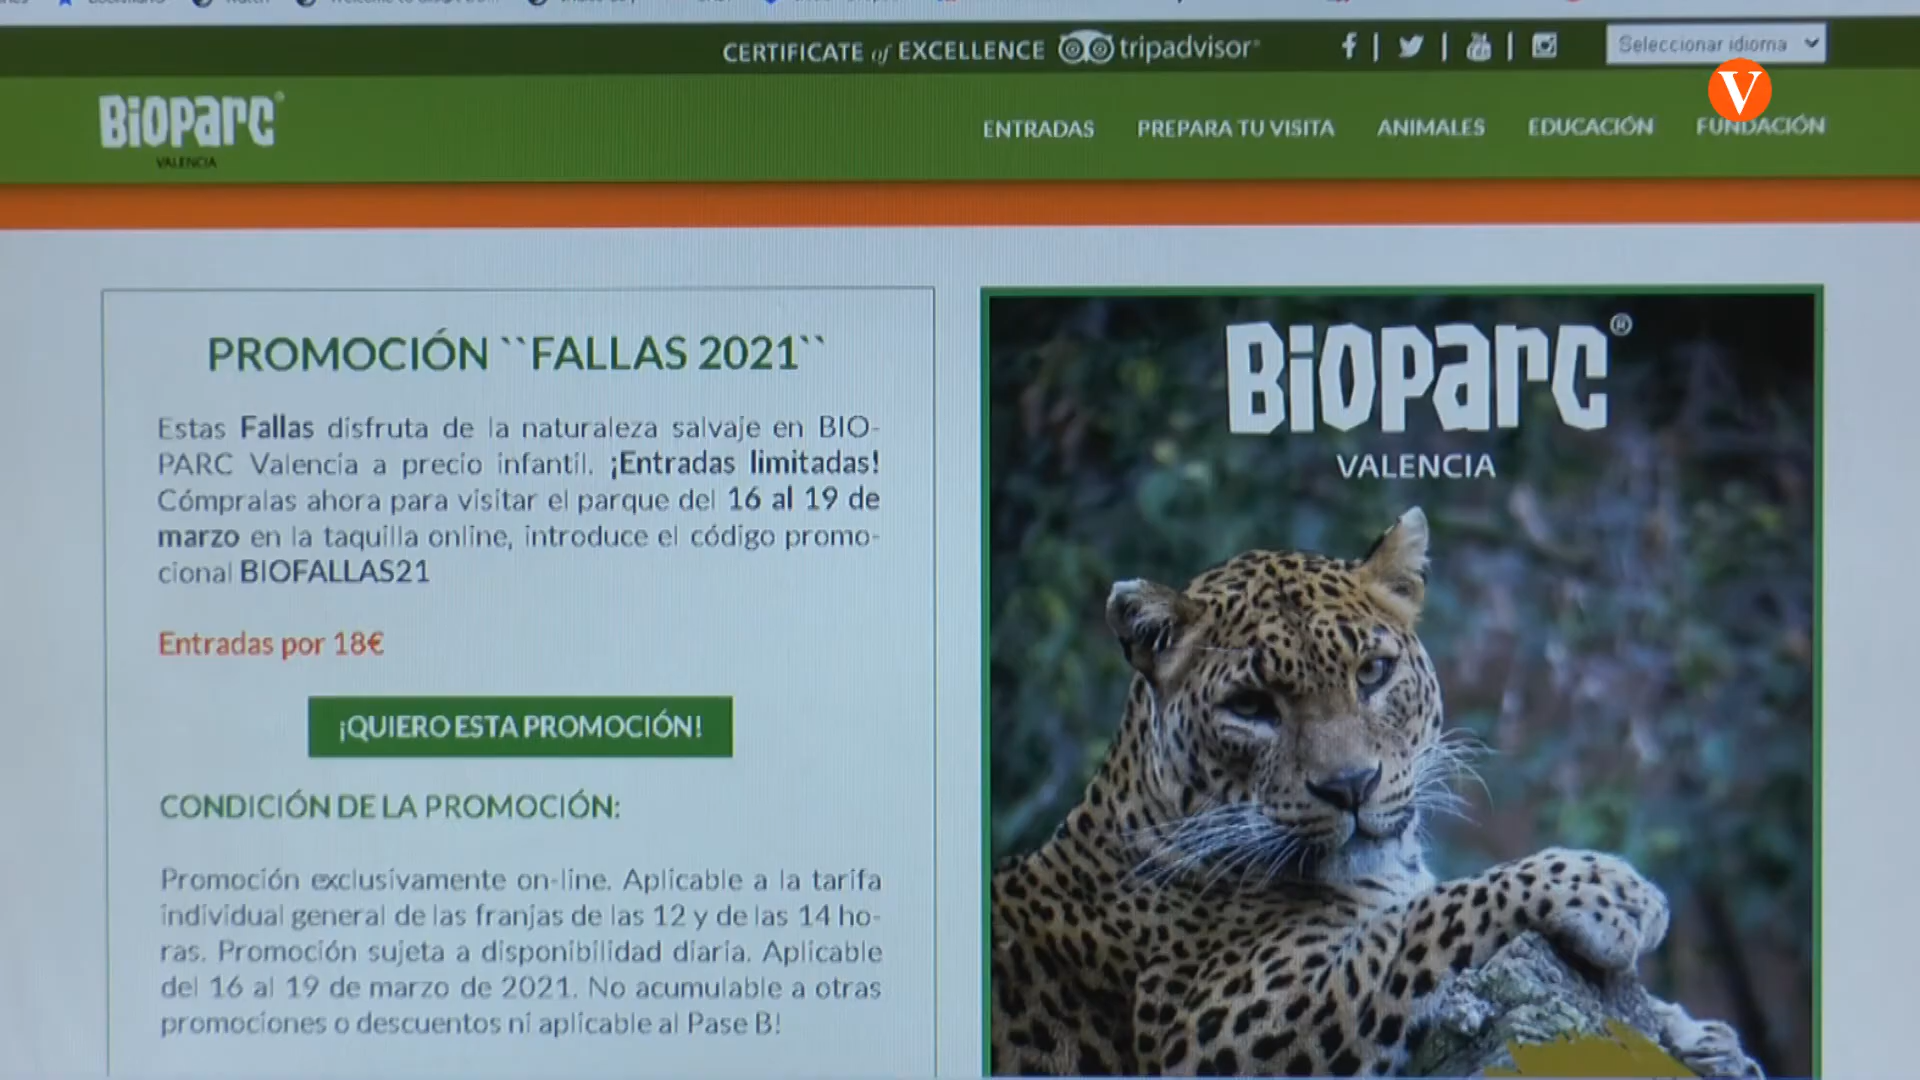 CERTIFICATE of EXCELLENCE tripadvisor
Seleccionar idioma
V
BIOPARC
VALENCIA
ENTRADAS PREPARA TU VISITA ANIMALES EDUCACIÓN FUNDACIÓN
PROMOCIÓN ``FALLAS 2021``
Estas Fallas disfruta de la naturaleza salvaje en BIO-
PARC Valencia a precio infantil. ¡Entradas limitadas!
Cómpralas ahora para visitar el parque del 16 al 19 de
marzo en la taquilla online, introduce el código promo-
cional BIOFALLAS21
Entradas por 18€
¡QUIERO ESTA PROMOCIÓN!
CONDICIÓN DE LA PROMOCIÓN:
Promoción exclusivamente on-line. Aplicable a la tarifa
individual general de las franjas de las 12 y de las 14 ho-
ras. Promoción sujeta a disponibilidad diaria. Aplicable
del 16 al 19 de marzo de 2021. No acumulable a otras
promociones o descuentos ni aplicable al Pase B!
BIOPARC®
VALENCIA